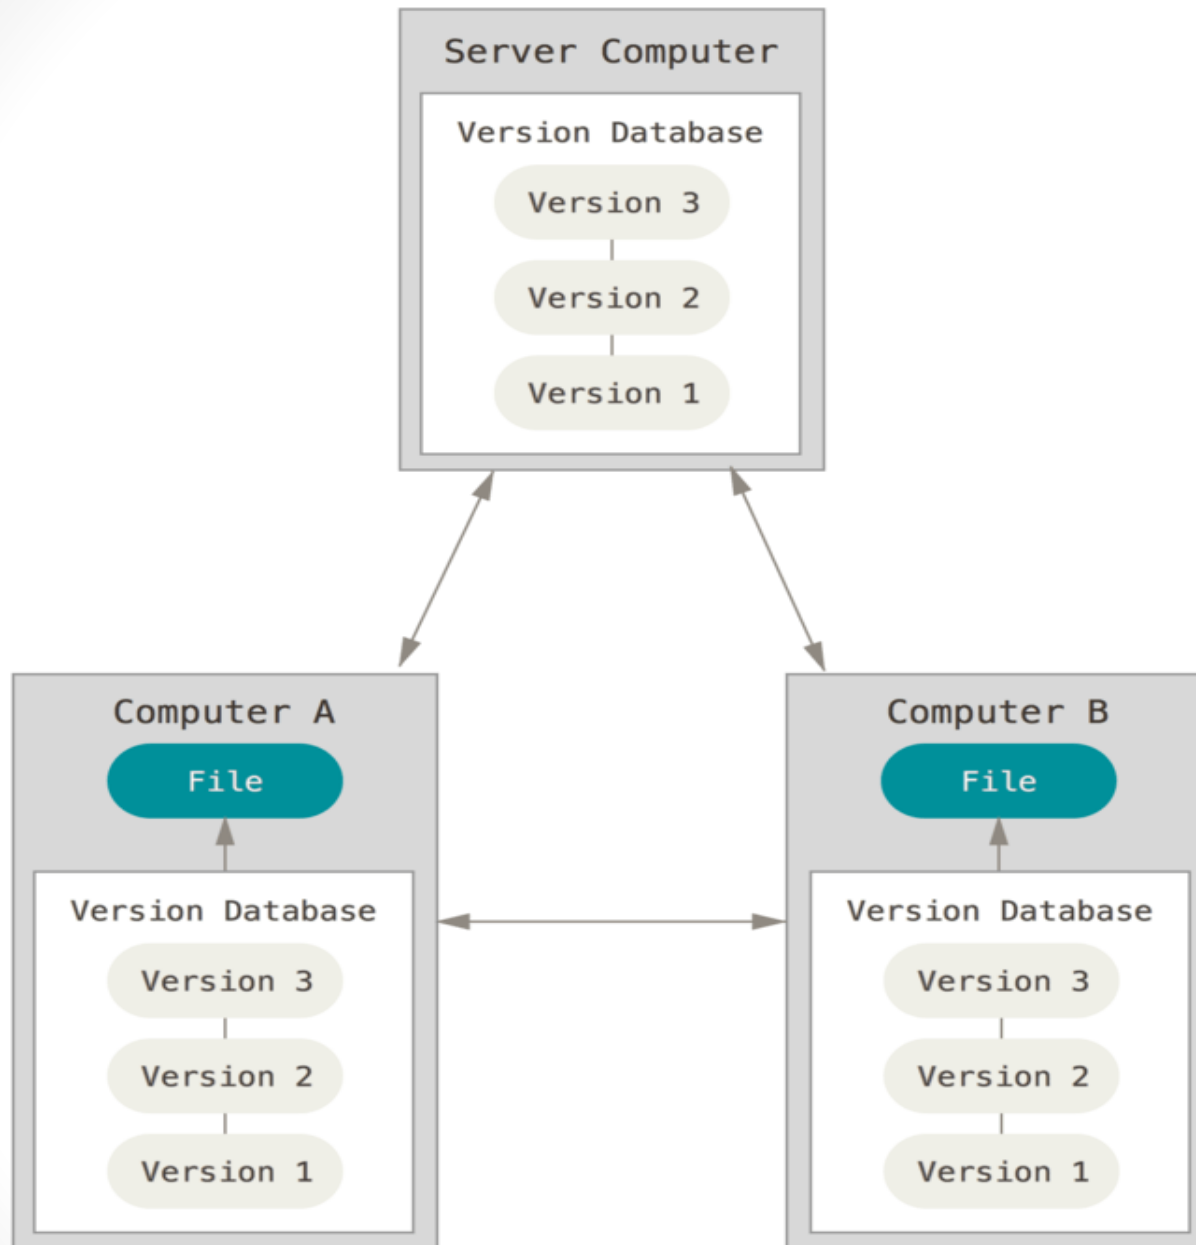 Server Computer
Version Database
Version 3
Version 2
Version 1
Computer A
File
Version Database
Version 3
Version 2
Version 1
Computer B
File
Version Database
Version 3
Version 2
Version 1